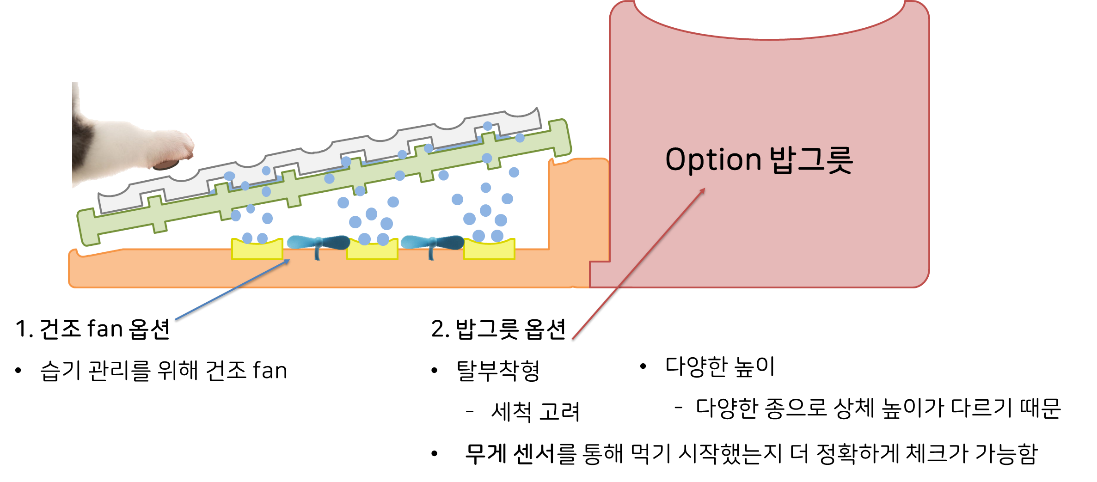 Option 밥그릇
1. 건조 fan 옵션
• 습기 관리를 위해 건조 fan
2. 밥그릇 옵션
• 탈부착형
- 세척 고려
• 다양한 높이
- 다양한 종으로 상체 높이가 다르기 때문
• 무게 센서를 통해 먹기 시작했는지 더 정확하게 체크가 가능함